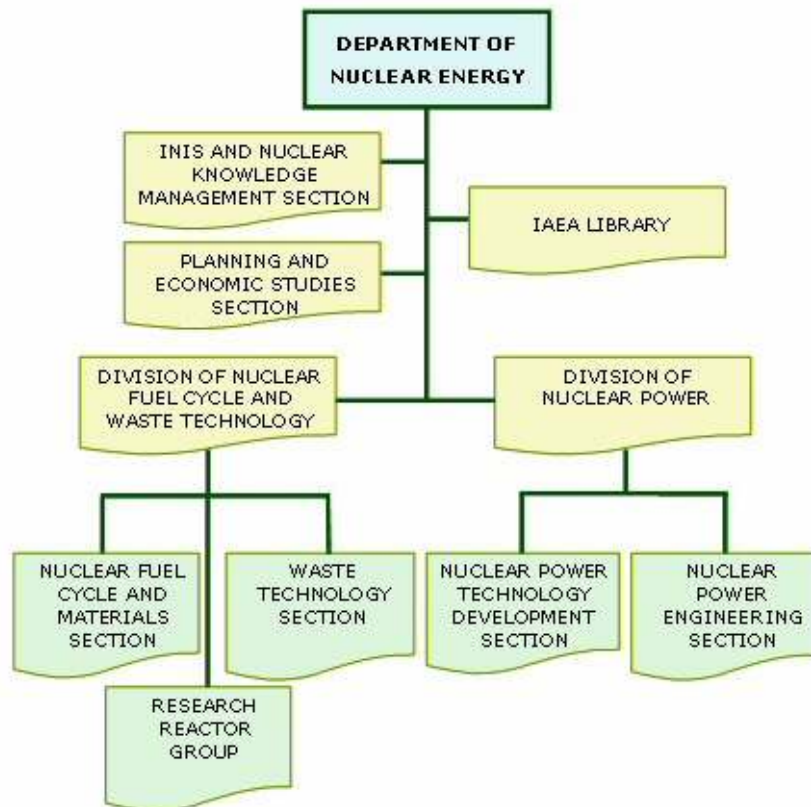 DEPARTMENT OF
NUCLEAR ENERGY
INIS AND NUCLEAR
KNOWLEDGE
MANAGEMENT SECTION
IAEA LIBRARY
PLANNING AND
ECONOMIC STUDIES
SECTION
DIVISION OF NUCLEAR
FUEL CYCLE AND
WASTE TECHNOLOGY
DIVISION OF
NUCLEAR POWER
NUCLEAR FUEL
CYCLE AND
MATERIALS
SECTION
WASTE
TECHNOLOGY
SECTION
NUCLEAR POWER
TECHNOLOGY
DEVELOPMENT
SECTION
NUCLEAR
POWER
ENGINEERING
SECTION
RESEARCH
REACTOR
GROUP